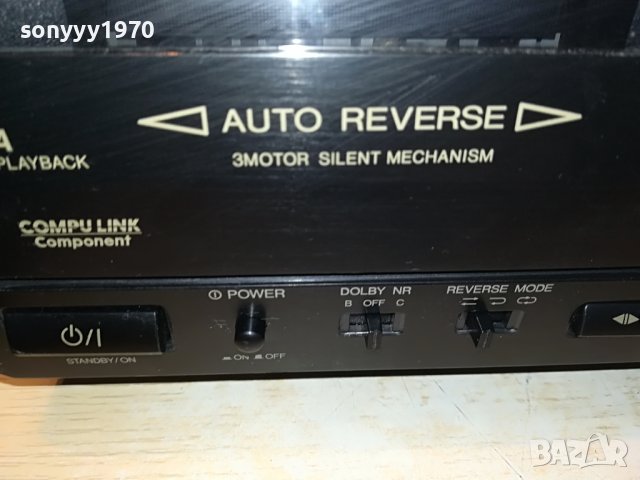 sonyyy1970
AUTO REVERSE
3MOTOR SILENT MECHANISM
A
PLAYBACK
COMPU LINK
Component
POWER
DOLBY NR
B OFF C
REVERSE MODE
STANDBY/ON
ON OFF
BAZAR